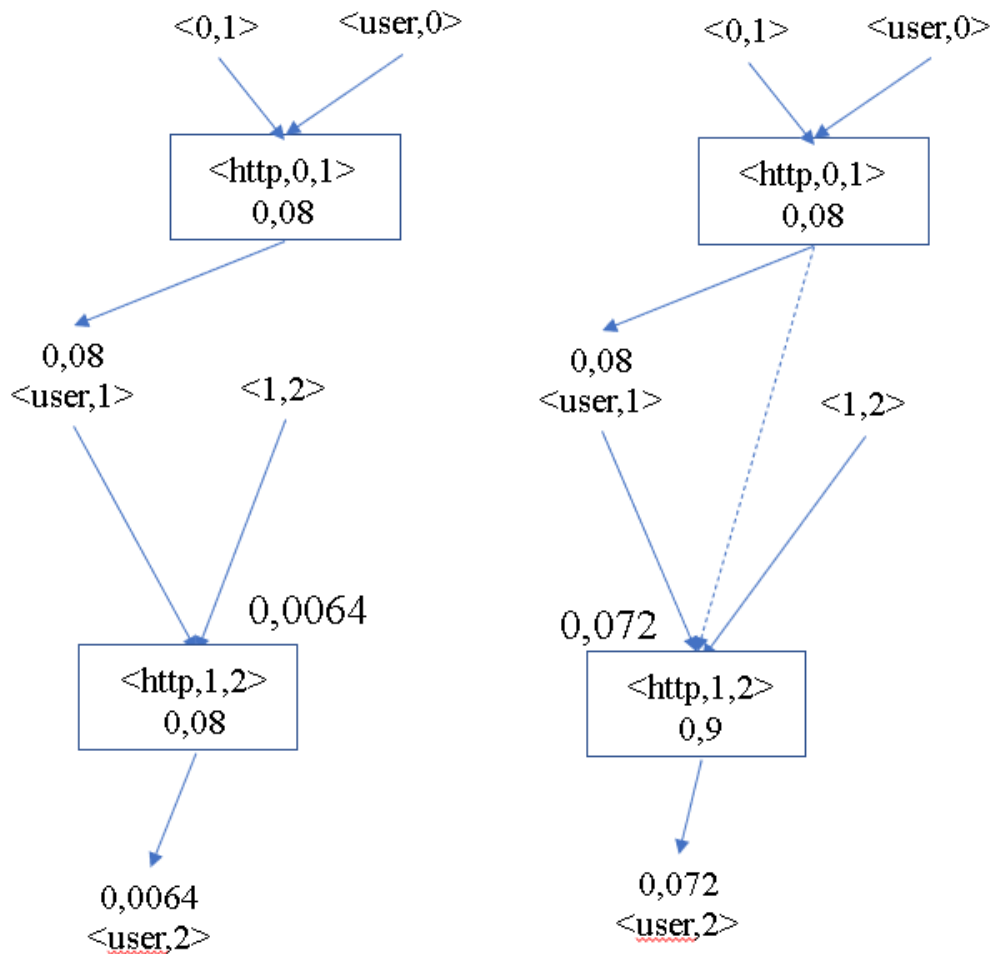 <0,1>
<user,0>
<http,0,1>
0,08
0,08
<user,1>
<1,2>
0,0064
<http,1,2>
0,08
0,0064
<user,2>
<0,1>
<user,0>
<http,0,1>
0,08
0,08
<user,1>
<1,2>
0,072
<http,1,2>
0,9
0,072
<user,2>